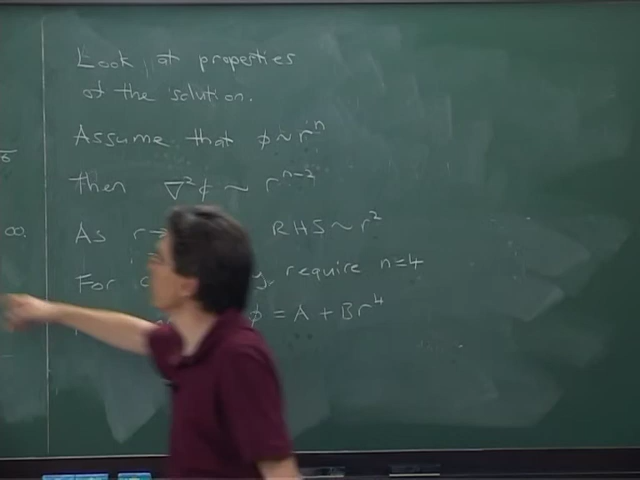 Look at properties
of the solution.
Assume that φ ~ rⁿ
then ∇²φ ~ rⁿ⁻²
∞.
As r → RHS ~ r²
For c y, require n=4
φ = A + Br⁴